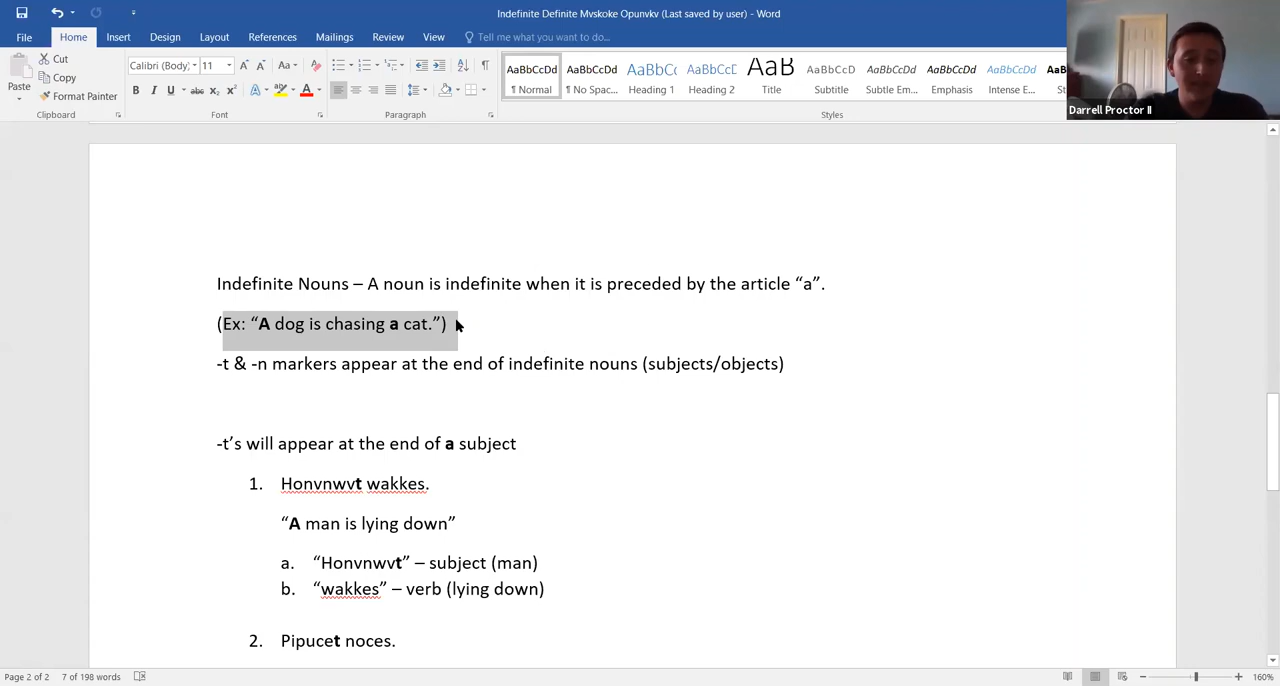 Indefinite Definite Mvskoke Opunvkv (Last saved by user) - Word
File Home Insert Design Layout References Mailings Review View Tell me what you want to do...
Cut
Copy
Paste
Format Painter
Clipboard
Calibri (Body) 11
Font
Paragraph
AaBbCcDd AaBbCcDd AaBbC AaBbCcE AaB AaBbCcD AaBbCcDd AaBbCcDd AaBbCcDd AaBb
¶ Normal ¶ No Spac... Heading 1 Heading 2 Title Subtitle Subtle Em... Emphasis Intense E... St
Styles
Darrell Proctor II
Indefinite Nouns – A noun is indefinite when it is preceded by the article “a”.
(Ex: “A dog is chasing a cat.”)
-t & -n markers appear at the end of indefinite nouns (subjects/objects)
-t’s will appear at the end of a subject
1. Honvnwvt wakkes.
“A man is lying down”
a. “Honvnwvt” – subject (man)
b. “wakkes” – verb (lying down)
2. Pipucet noces.
Page 2 of 2 7 of 198 words 160%